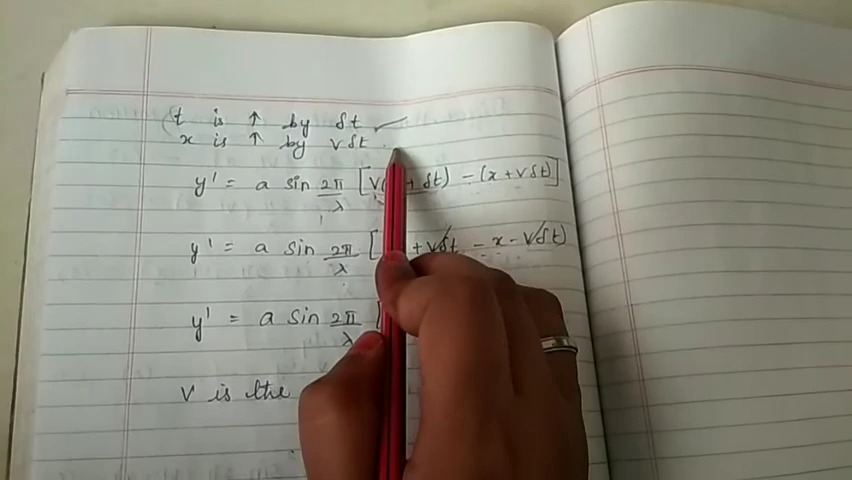 t is ↑ by δt ✓
x is ↑ by vδt .
y' = a sin 2π/λ [v( + δt) - (x + vδt)]
y' = a sin 2π/λ [ + vδt - x - vδt)
y' = a sin 2π/λ [
V is the